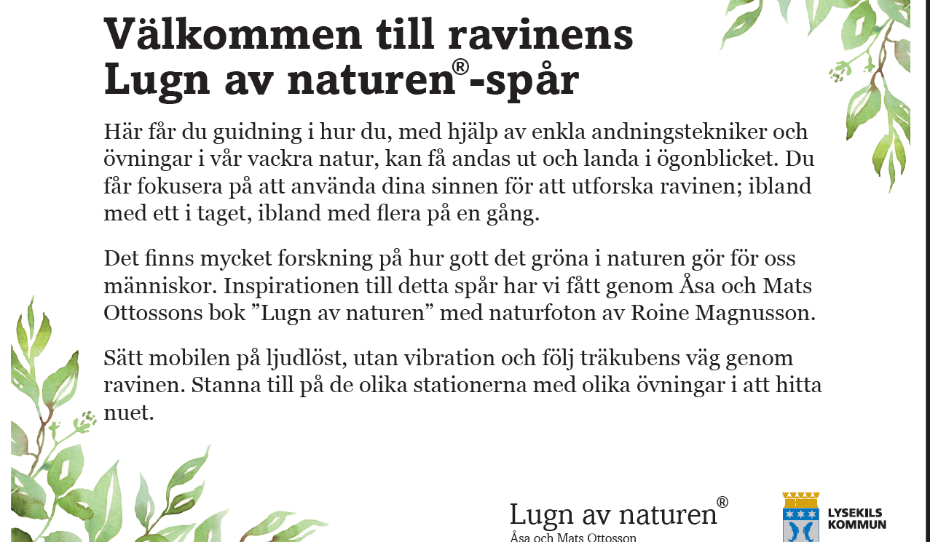 Välkommen till ravinens
Lugn av naturen®-spår
Här får du guidning i hur du, med hjälp av enkla andningstekniker och
övningar i vår vackra natur, kan få andas ut och landa i ögonblicket. Du
får fokusera på att använda dina sinnen för att utforska ravinen; ibland
med ett i taget, ibland med flera på en gång.
Det finns mycket forskning på hur gott det gröna i naturen gör för oss
människor. Inspirationen till detta spår har vi fått genom Åsa och Mats
Ottossons bok ”Lugn av naturen” med naturfoton av Roine Magnusson.
Sätt mobilen på ljudlöst, utan vibration och följ träkubens väg genom
ravinen. Stanna till på de olika stationerna med olika övningar i att hitta
nuet.
Lugn av naturen®
Åsa och Mats Ottosson
LYSEKILS
KOMMUN